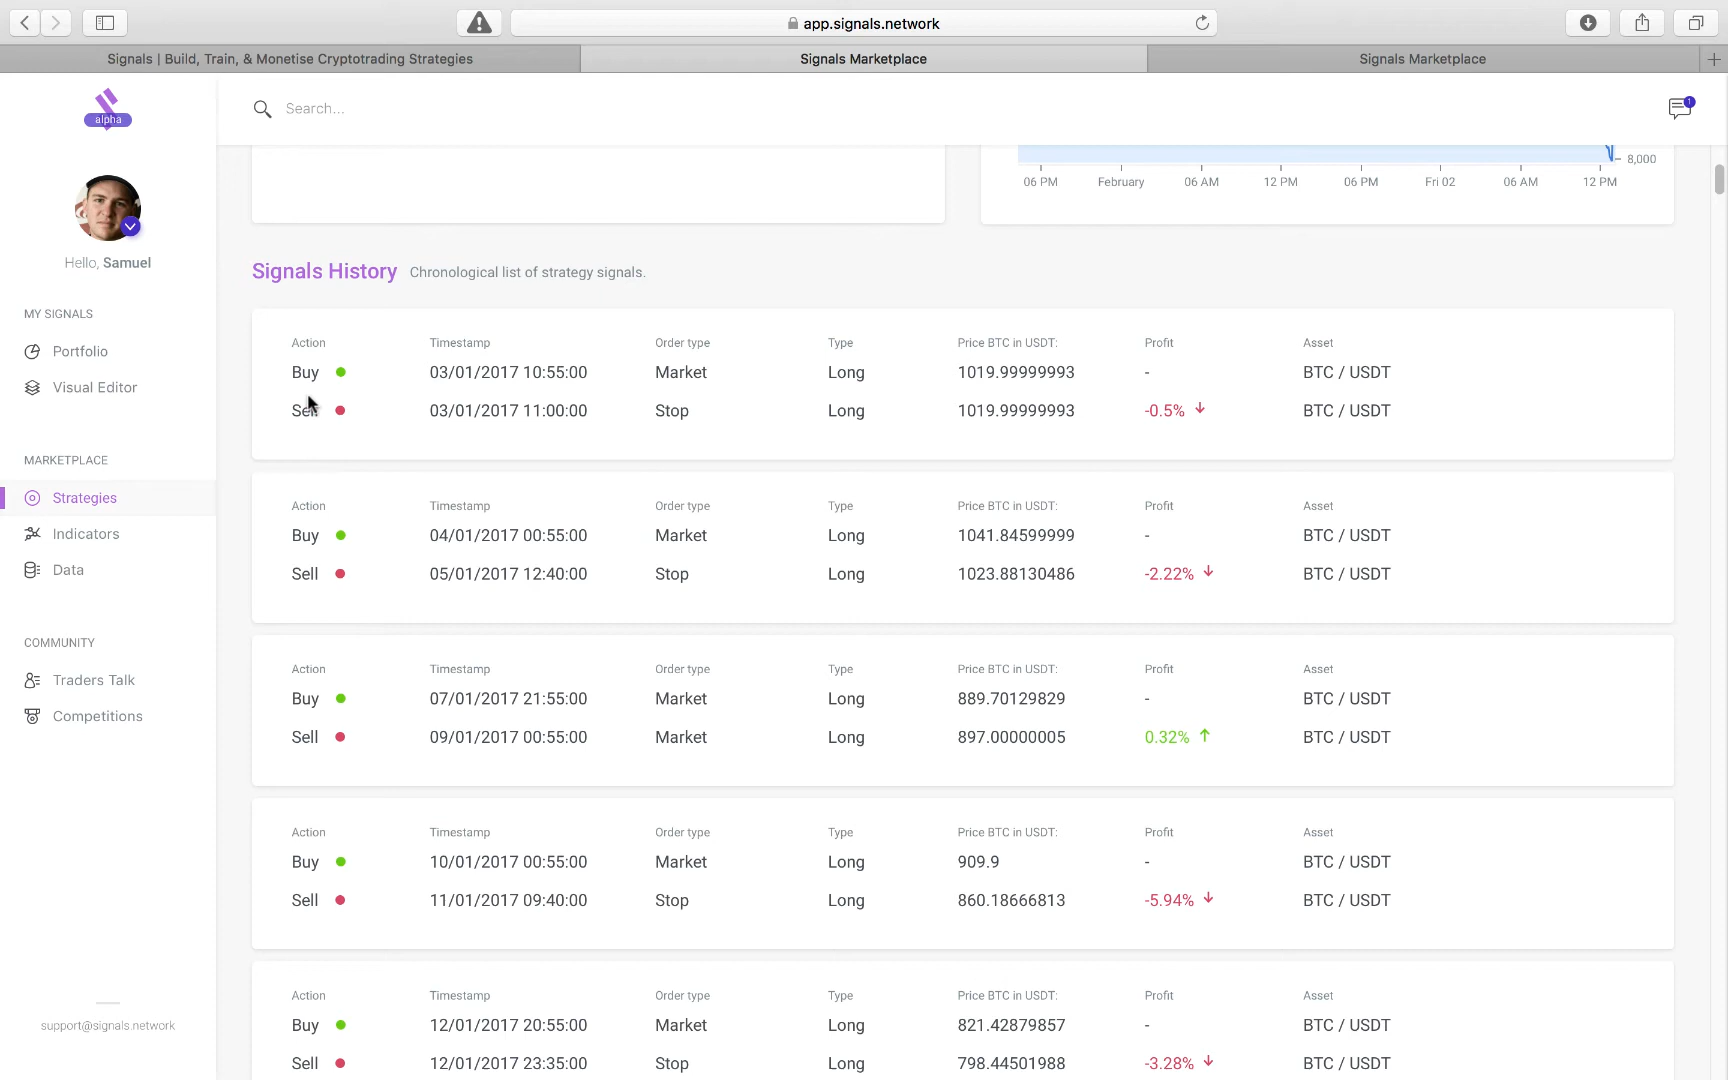 app.signals.network
Signals | Build, Train, & Monetise Cryptotrading Strategies
Signals Marketplace
Signals Marketplace
alpha
Search...
1
Hello, Samuel
MY SIGNALS
Portfolio
Visual Editor
MARKETPLACE
Strategies
Indicators
Data
COMMUNITY
Traders Talk
Competitions
support@signals.network
8,000
06 PM February 06 AM 12 PM 06 PM Fri 02 06 AM 12 PM
Signals History Chronological list of strategy signals.
Action Timestamp Order type Type Price BTC in USDT: Profit Asset
Buy 03/01/2017 10:55:00 Market Long 1019.99999993 - BTC / USDT
Sell 03/01/2017 11:00:00 Stop Long 1019.99999993 -0.5% BTC / USDT
Action Timestamp Order type Type Price BTC in USDT: Profit Asset
Buy 04/01/2017 00:55:00 Market Long 1041.84599999 - BTC / USDT
Sell 05/01/2017 12:40:00 Stop Long 1023.88130486 -2.22% BTC / USDT
Action Timestamp Order type Type Price BTC in USDT: Profit Asset
Buy 07/01/2017 21:55:00 Market Long 889.70129829 - BTC / USDT
Sell 09/01/2017 00:55:00 Market Long 897.00000005 0.32% BTC / USDT
Action Timestamp Order type Type Price BTC in USDT: Profit Asset
Buy 10/01/2017 00:55:00 Market Long 909.9 - BTC / USDT
Sell 11/01/2017 09:40:00 Stop Long 860.18666813 -5.94% BTC / USDT
Action Timestamp Order type Type Price BTC in USDT: Profit Asset
Buy 12/01/2017 20:55:00 Market Long 821.42879857 - BTC / USDT
Sell 12/01/2017 23:35:00 Stop Long 798.44501988 -3.28% BTC / USDT